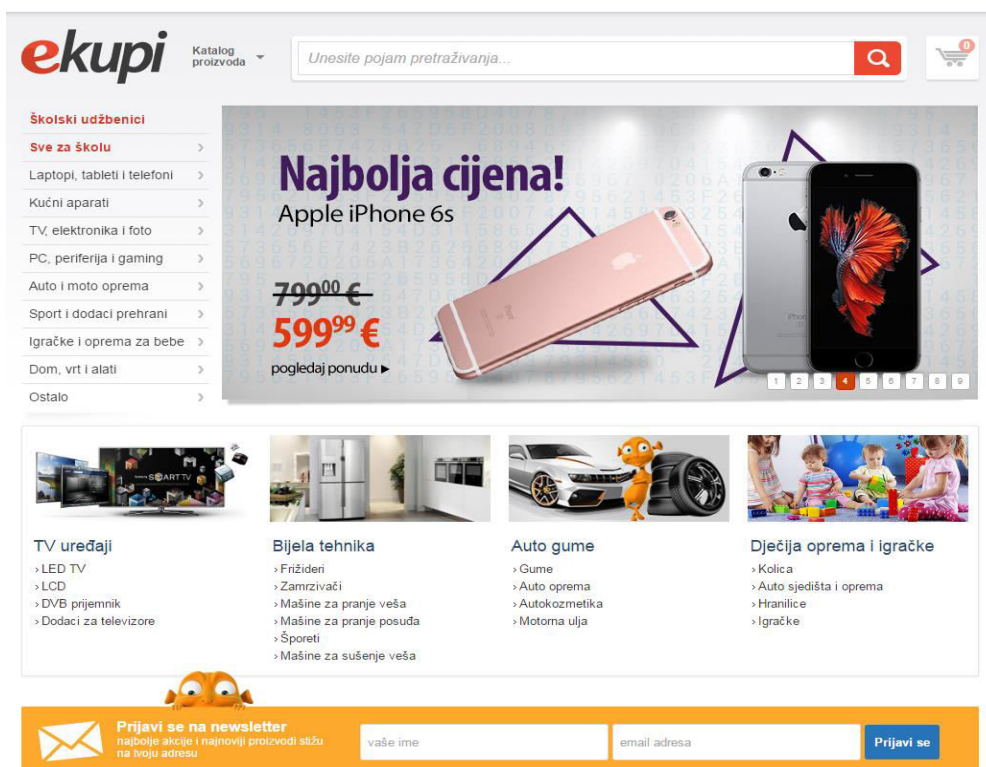 ekupi
Katalog
proizvoda
Unesite pojam pretraživanja...
0
Školski udžbenici
Sve za školu
Laptopi, tableti i telefoni
Kućni aparati
TV, elektronika i foto
PC, periferija i gaming
Auto i moto oprema
Sport i dodaci prehrani
Igračke i oprema za bebe
Dom, vrt i alati
Ostalo
Najbolja cijena!
Apple iPhone 6s
799⁰⁰ €
599⁹⁹ €
pogledaj ponudu ▸
iPhone
1 2 3 4 5 6 7 8 9
SMART TV
TV uređaji
› LED TV
› LCD
› DVB prijemnik
› Dodaci za televizore
Bijela tehnika
› Frižideri
› Zamrzivači
› Mašine za pranje veša
› Mašine za pranje posuđa
› Šporeti
› Mašine za sušenje veša
Auto gume
› Gume
› Auto oprema
› Autokozmetika
› Motorna ulja
Dječija oprema i igračke
› Kolica
› Auto sjedišta i oprema
› Hranilice
› Igračke
Prijavi se na newsletter
najbolje akcije i najnoviji proizvodi stižu
na tvoju adresu
vaše ime
email adresa
Prijavi se